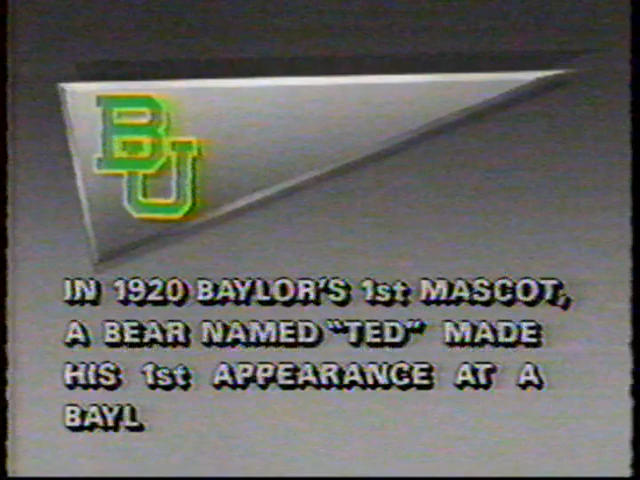 BU
IN 1920 BAYLOR'S 1st MASCOT,
A BEAR NAMED "TED" MADE
HIS 1st APPEARANCE AT A
BAYL